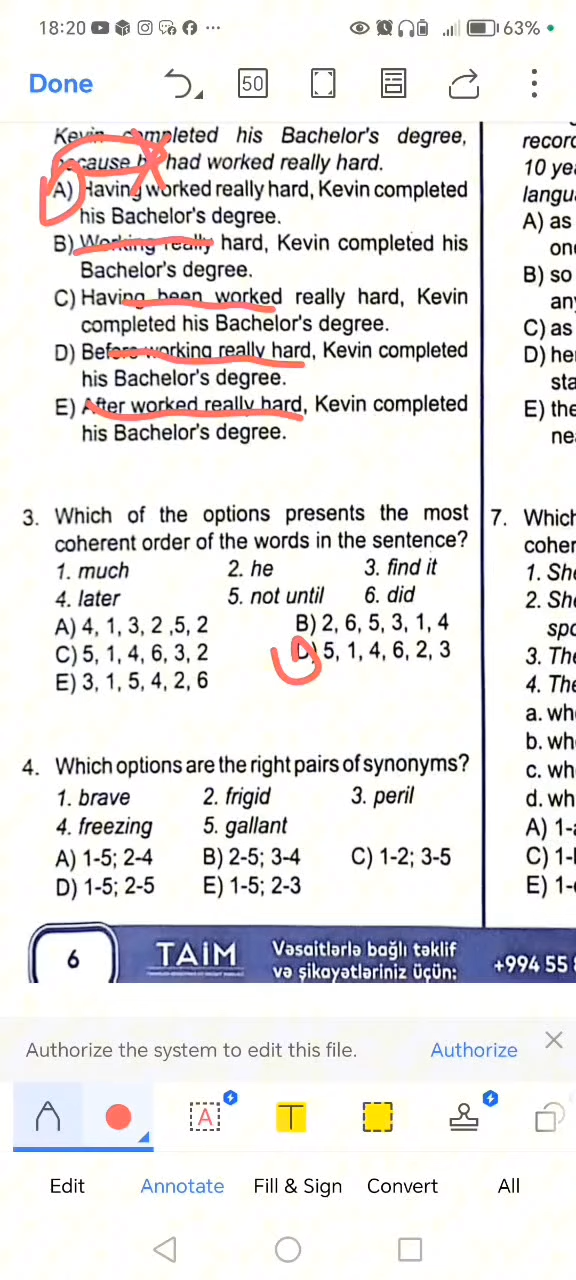 18:20 63%
Done 50
Kevin completed his Bachelor's degree,
because he had worked really hard.
A) Having worked really hard, Kevin completed
his Bachelor's degree.
B) Working really hard, Kevin completed his
Bachelor's degree.
C) Having been worked really hard, Kevin
completed his Bachelor's degree.
D) Before working really hard, Kevin completed
his Bachelor's degree.
E) After worked really hard, Kevin completed
his Bachelor's degree.
3. Which of the options presents the most
coherent order of the words in the sentence?
1. much 2. he 3. find it
4. later 5. not until 6. did
A) 4, 1, 3, 2 ,5, 2 B) 2, 6, 5, 3, 1, 4
C) 5, 1, 4, 6, 3, 2 D) 5, 1, 4, 6, 2, 3
E) 3, 1, 5, 4, 2, 6
4. Which options are the right pairs of synonyms?
1. brave 2. frigid 3. peril
4. freezing 5. gallant
A) 1-5; 2-4 B) 2-5; 3-4 C) 1-2; 3-5
D) 1-5; 2-5 E) 1-5; 2-3
record
10 yea
langua
A) as
one
B) so
any
C) as
D) her
sta
E) the
nea
7. Which
coher
1. She
2. She
spo
3. The
4. The
a. wh
b. wh
c. wh
d. wh
A) 1-a
C) 1-
E) 1-
6 TAİM Vəsaitlərlə bağlı təklif
və şikayətləriniz üçün: +994 55
Authorize the system to edit this file. Authorize
A T
Edit Annotate Fill & Sign Convert All